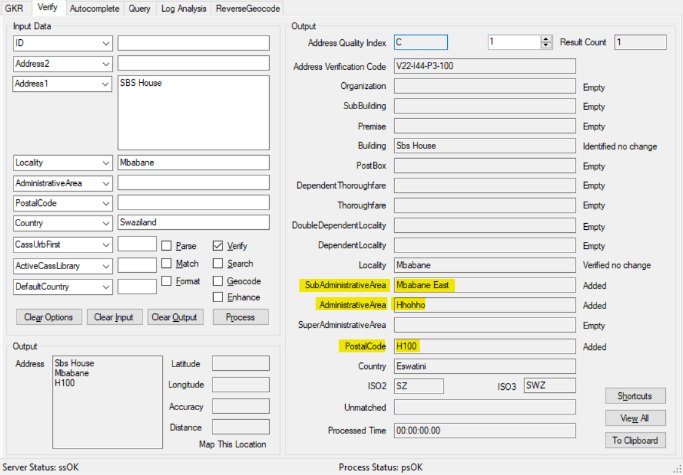 GKR Verify Autocomplete Query Log Analysis ReverseGeocode
Input Data
ID
Address2
Address1 SBS House
Locality Mbabane
AdministrativeArea
PostalCode
Country Swaziland
CassUrbFirst Parse Verify
ActiveCassLibrary Match Search
DefaultCountry Format Geocode
Enhance
Clear Options Clear Input Clear Output Process
Output
Address Sbs House
Mbabane
H100
Latitude
Longitude
Accuracy
Distance
Map This Location
Output
Address Quality Index C 1 Result Count 1
Address Verification Code V22-I44-P3-100
Organization Empty
SubBuilding Empty
Premise Empty
Building Sbs House Identified no change
PostBox Empty
DependentThoroughfare Empty
Thoroughfare Empty
DoubleDependentLocality Empty
DependentLocality Empty
Locality Mbabane Verified no change
SubAdministrativeArea Mbabane East Added
AdministrativeArea Hhohho Added
SuperAdministrativeArea Empty
PostalCode H100 Added
Country Eswatini
ISO2 SZ ISO3 SWZ
Unmatched
Processed Time 00:00:00.00
Shortcuts
View All
To Clipboard
Server Status: ssOK Process Status: psOK